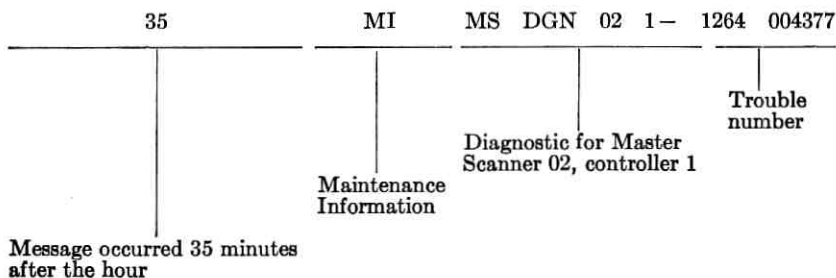 35 MI MS DGN 02 1– 1264 004377
Trouble
number
Diagnostic for Master
Scanner 02, controller 1
Maintenance
Information
Message occurred 35 minutes
after the hour